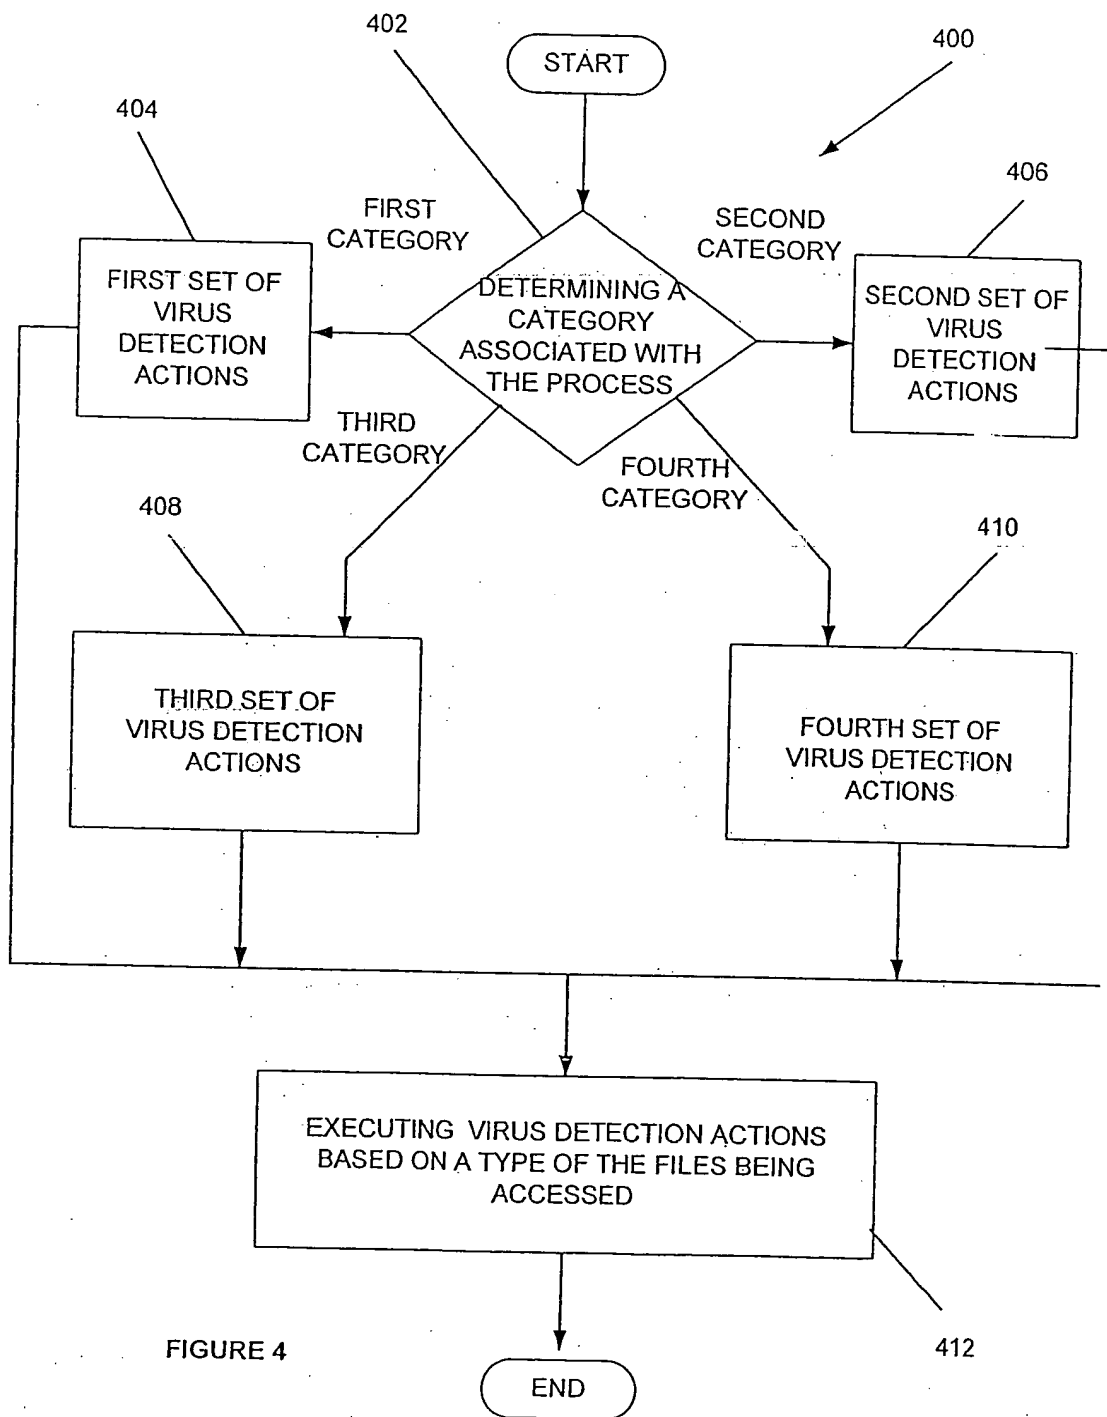 402
START
400
404
406
FIRST
CATEGORY
SECOND
CATEGORY
FIRST SET OF
VIRUS
DETECTION
ACTIONS
DETERMINING A
CATEGORY
ASSOCIATED WITH
THE PROCESS
SECOND SET OF
VIRUS
DETECTION
ACTIONS
THIRD
CATEGORY
FOURTH
CATEGORY
408
410
THIRD SET OF
VIRUS DETECTION
ACTIONS
FOURTH SET OF
VIRUS DETECTION
ACTIONS
EXECUTING VIRUS DETECTION ACTIONS
BASED ON A TYPE OF THE FILES BEING
ACCESSED
412
FIGURE 4
END